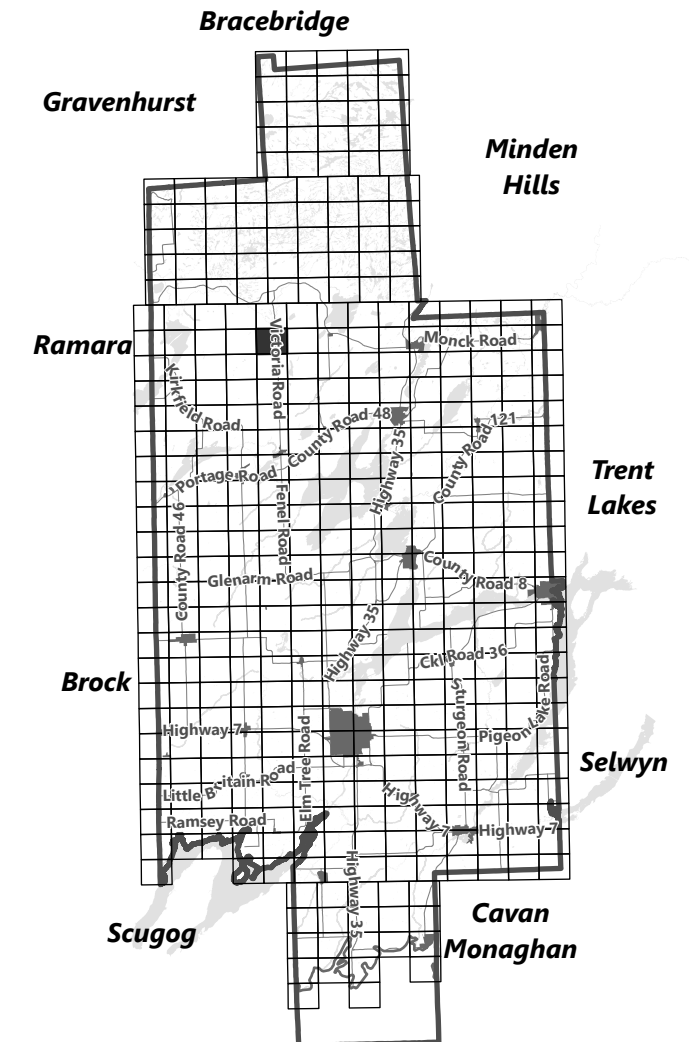 Bracebridge
Gravenhurst
Minden
Hills
Ramara
Victoria Road
Monck Road
Kirkfield Road
County Road 48
Highway 35
County Road 121
Portage Road
Trent
Lakes
County Road 46
Fenel Road
Glenarm Road
County Road 8
Highway 35
Ckl Road 36
Brock
Sturgeon Road
Pigeon Lake Road
Highway 7
Elm Tree Road
Selwyn
Little Britain Road
Highway 7
Ramsey Road
Highway 7
Highway 35
Scugog
Cavan
Monaghan